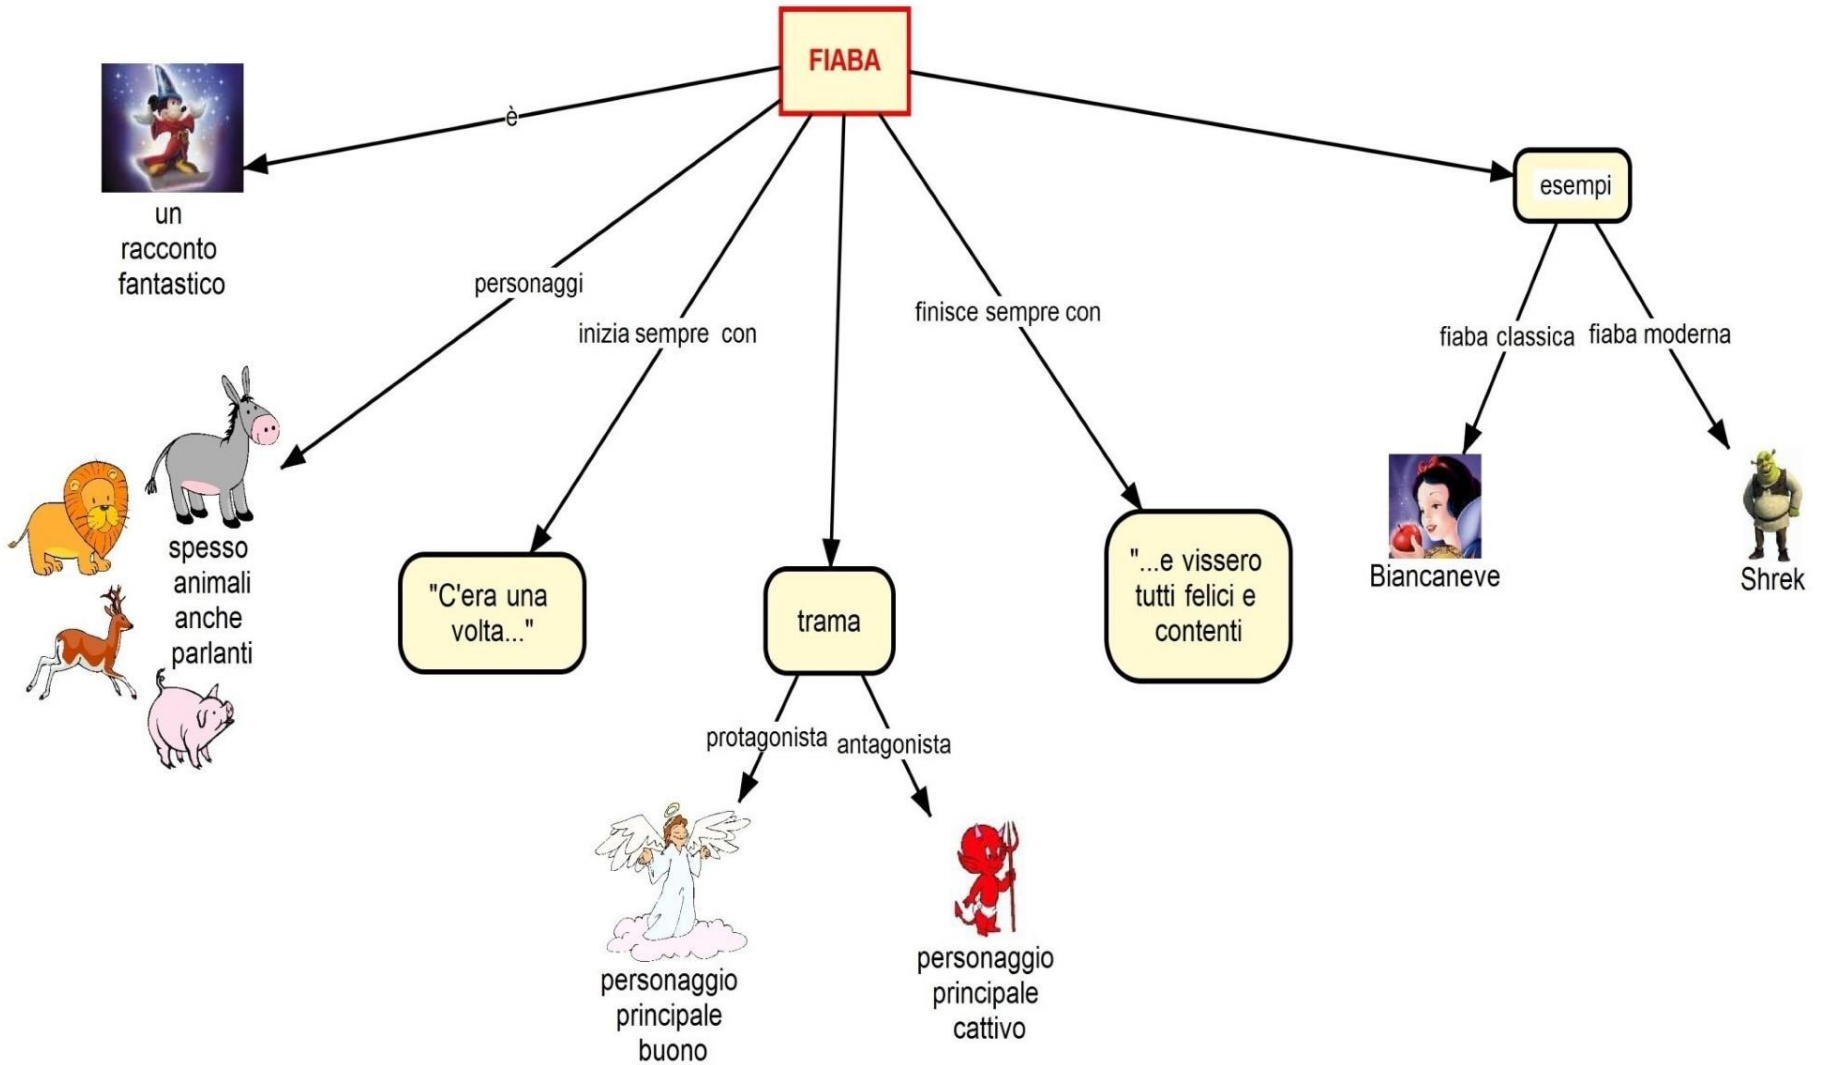 FIABA
è
un
racconto
fantastico
personaggi
spesso
animali
anche
parlanti
inizia sempre con
"C'era una
volta..."
trama
protagonista
personaggio
principale
buono
antagonista
personaggio
principale
cattivo
finisce sempre con
"...e vissero
tutti felici e
contenti
esempi
fiaba classica
Biancaneve
fiaba moderna
Shrek